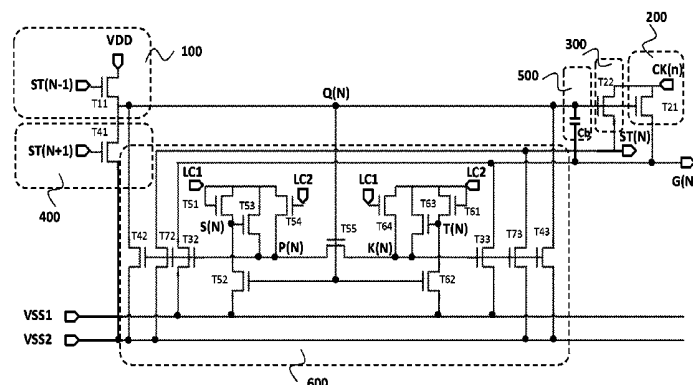 VDD
100
ST(N-1)
T11
T41
ST(N+1)
400
Q(N)
500
300
200
T22
CK(n)
T21
Cb
ST(N)
G(N
LC1
LC2
LC1
LC2
T51
T53
T54
S(N)
P(N)
T55
T64
T63
T61
K(N)
T(N)
T42
T72
T32
T52
T62
T33
T73
T43
VSS1
VSS2
600